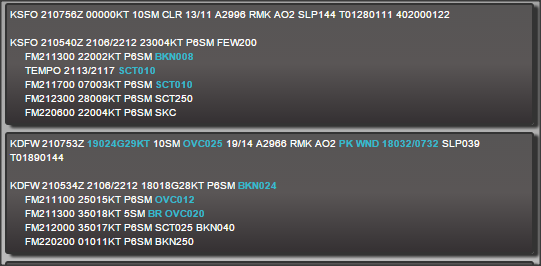 KSFO 210756Z 00000KT 10SM CLR 13/11 A2996 RMK AO2 SLP144 T01280111 402000122
KSFO 210540Z 2106/2212 23004KT P6SM FEW200
FM211300 22002KT P6SM BKN008
TEMPO 2113/2117 SCT010
FM211700 07003KT P6SM SCT010
FM212300 28009KT P6SM SCT250
FM220600 22004KT P6SM SKC
KDFW 210753Z 19024G29KT 10SM OVC025 19/14 A2966 RMK AO2 PK WND 18032/0732 SLP039
T01890144
KDFW 210534Z 2106/2212 18018G28KT P6SM BKN024
FM211100 25015KT P6SM OVC012
FM211300 35018KT 5SM BR OVC020
FM212000 35017KT P6SM SCT025 BKN040
FM220200 01011KT P6SM BKN250